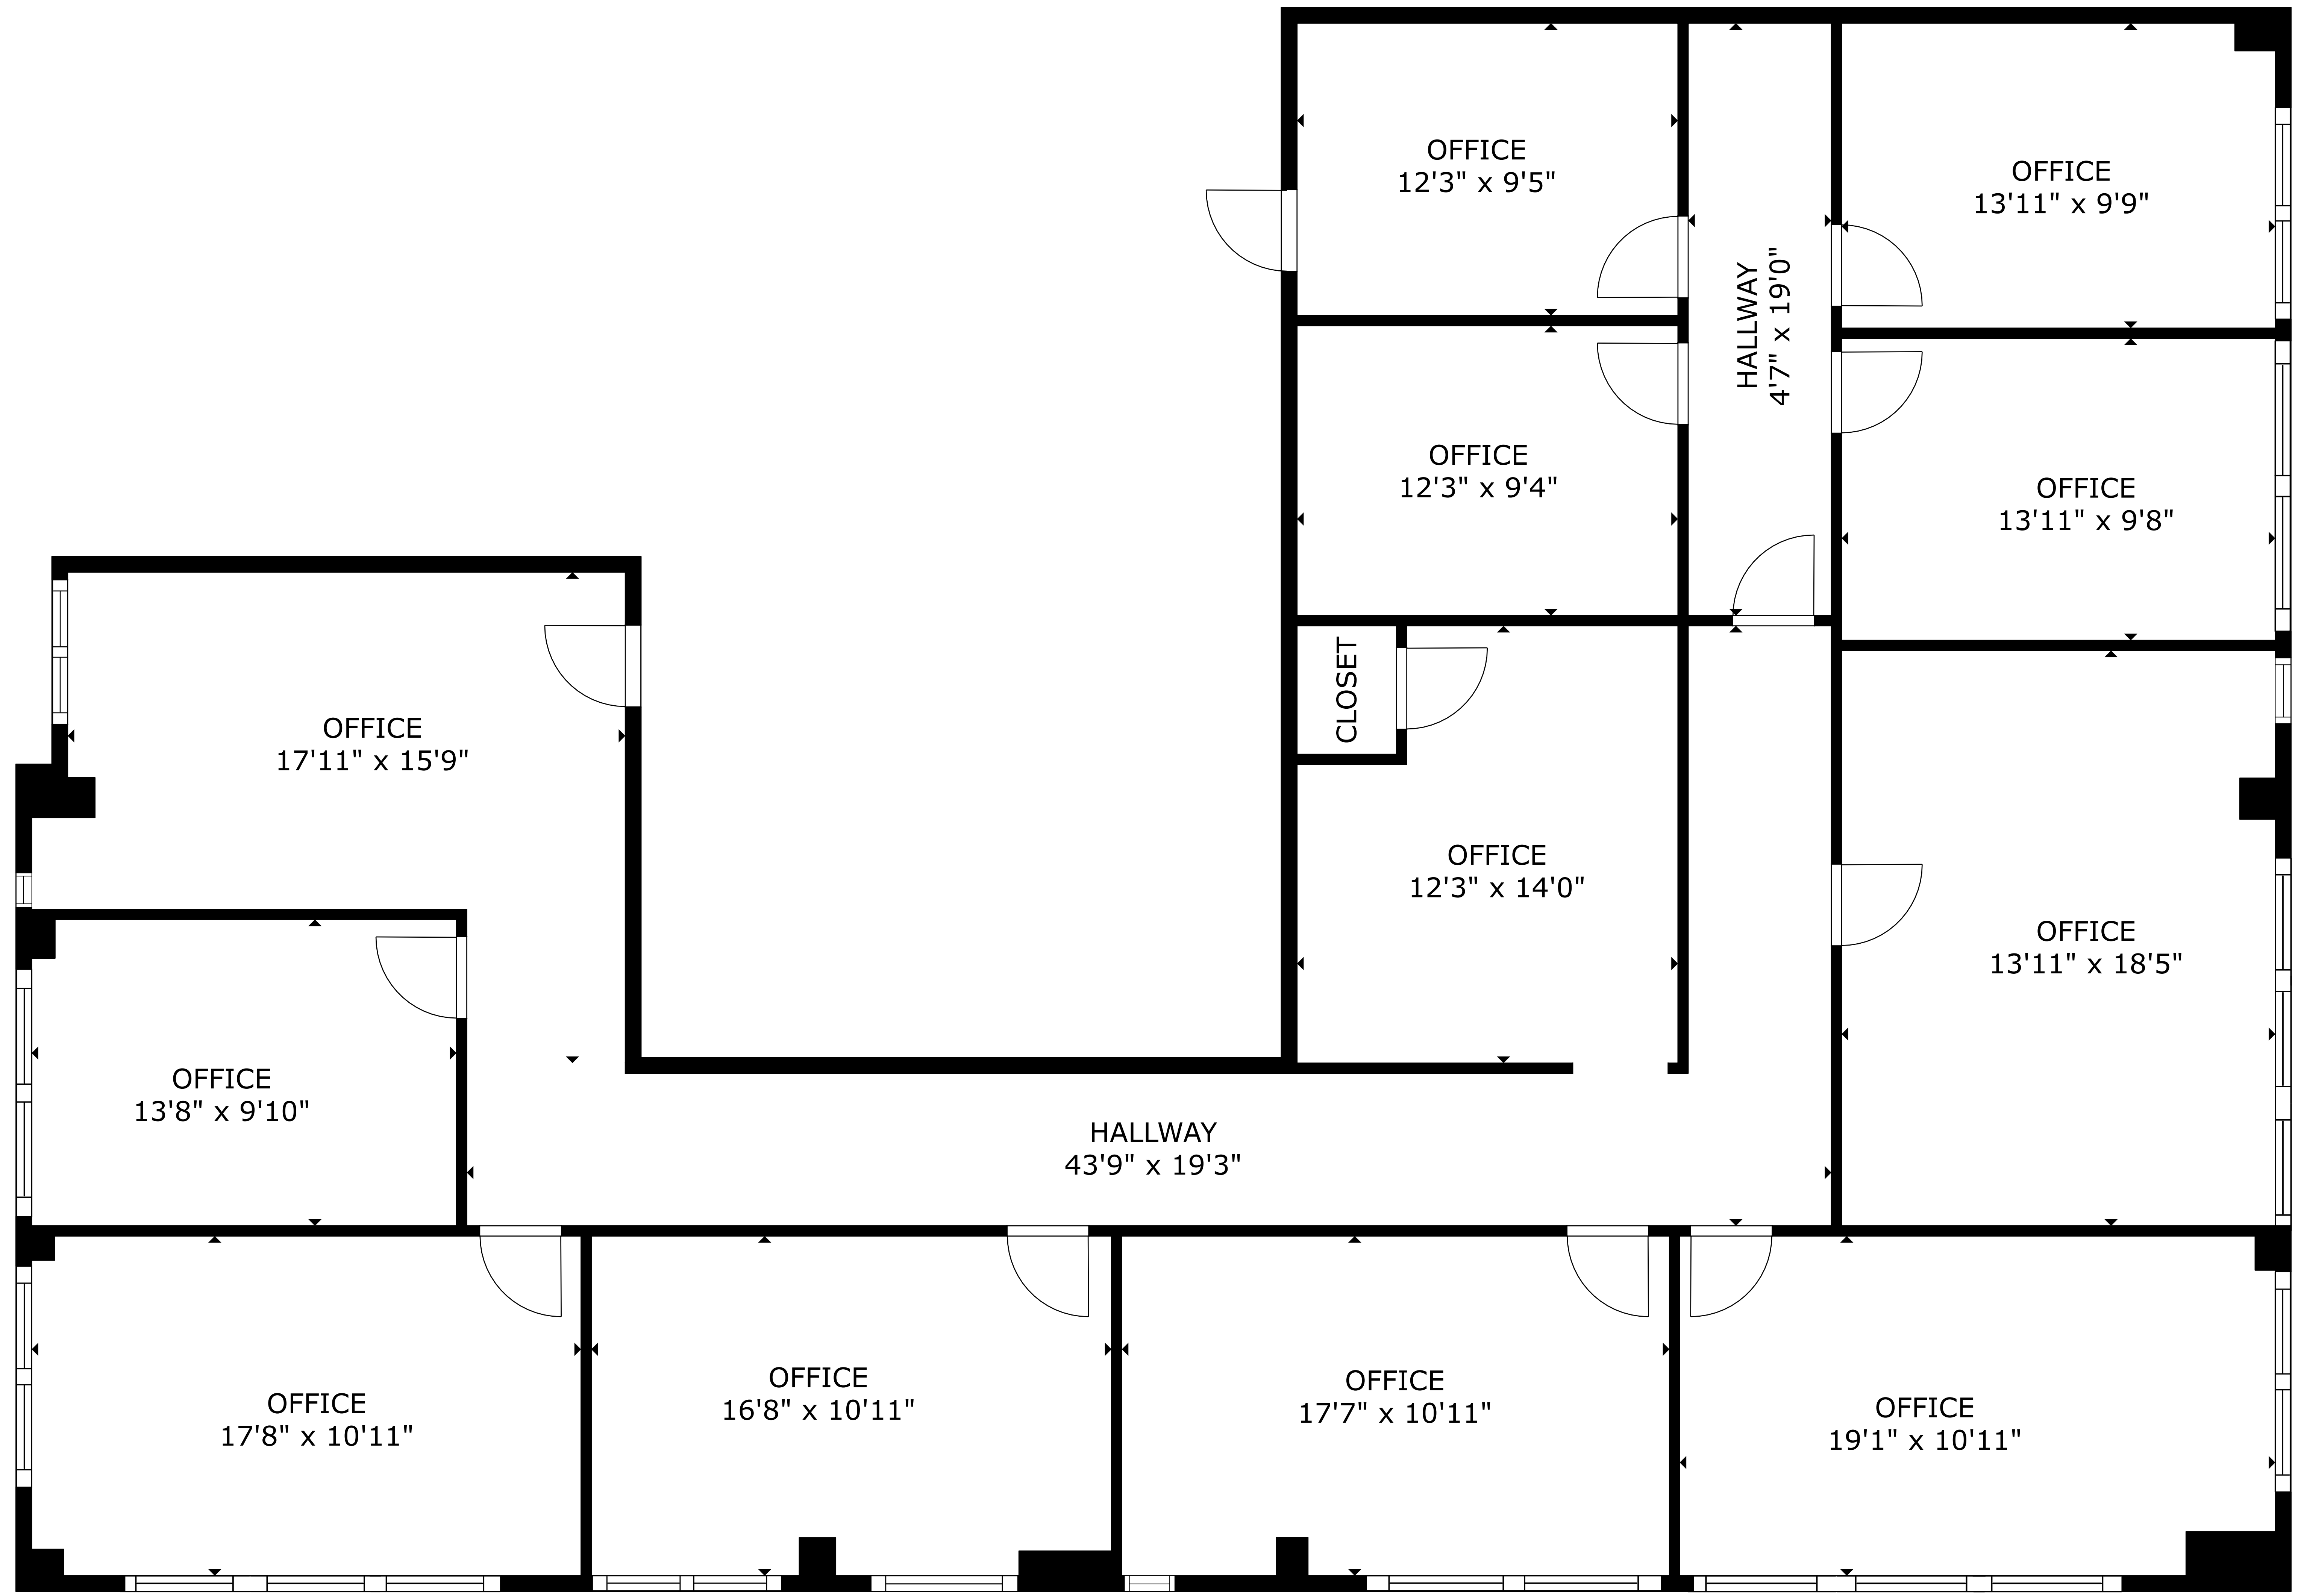 OFFICE
12'3" x 9'5"
OFFICE
13'11" x 9'9"
HALLWAY
4'7" x 19'0"
OFFICE
12'3" x 9'4"
OFFICE
13'11" x 9'8"
CLOSET
OFFICE
17'11" x 15'9"
OFFICE
12'3" x 14'0"
OFFICE
13'11" x 18'5"
OFFICE
13'8" x 9'10"
HALLWAY
43'9" x 19'3"
OFFICE
17'8" x 10'11"
OFFICE
16'8" x 10'11"
OFFICE
17'7" x 10'11"
OFFICE
19'1" x 10'11"